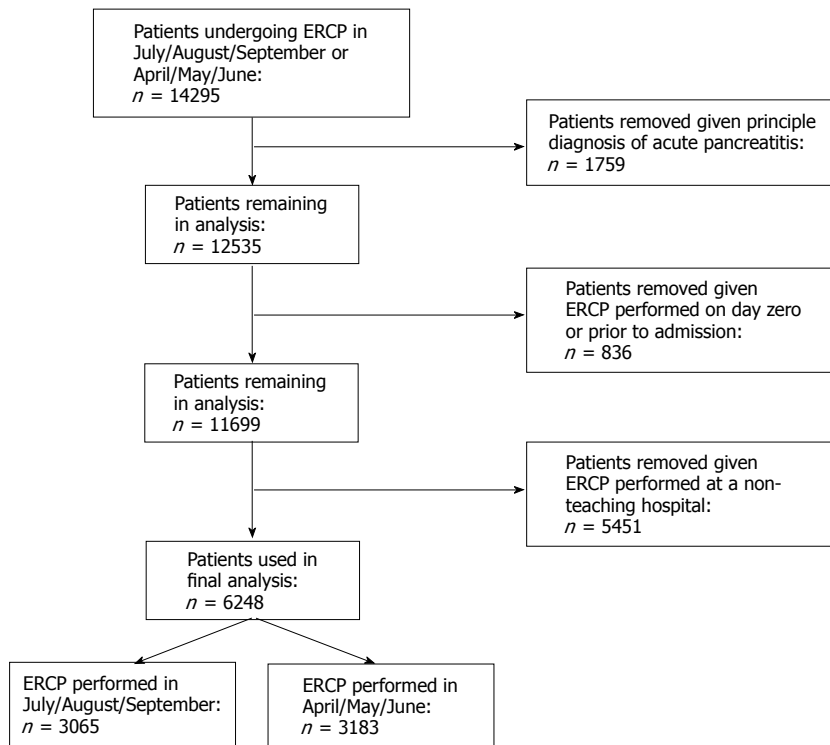 Patients undergoing ERCP in
July/August/September or
April/May/June:
n = 14295
Patients removed given principle
diagnosis of acute pancreatitis:
n = 1759
Patients remaining
in analysis:
n = 12535
Patients removed given
ERCP performed on day zero
or prior to admission:
n = 836
Patients remaining
in analysis:
n = 11699
Patients removed given
ERCP performed at a non-
teaching hospital:
n = 5451
Patients used in
final analysis:
n = 6248
ERCP performed in
July/August/September:
n = 3065
ERCP performed in
April/May/June:
n = 3183